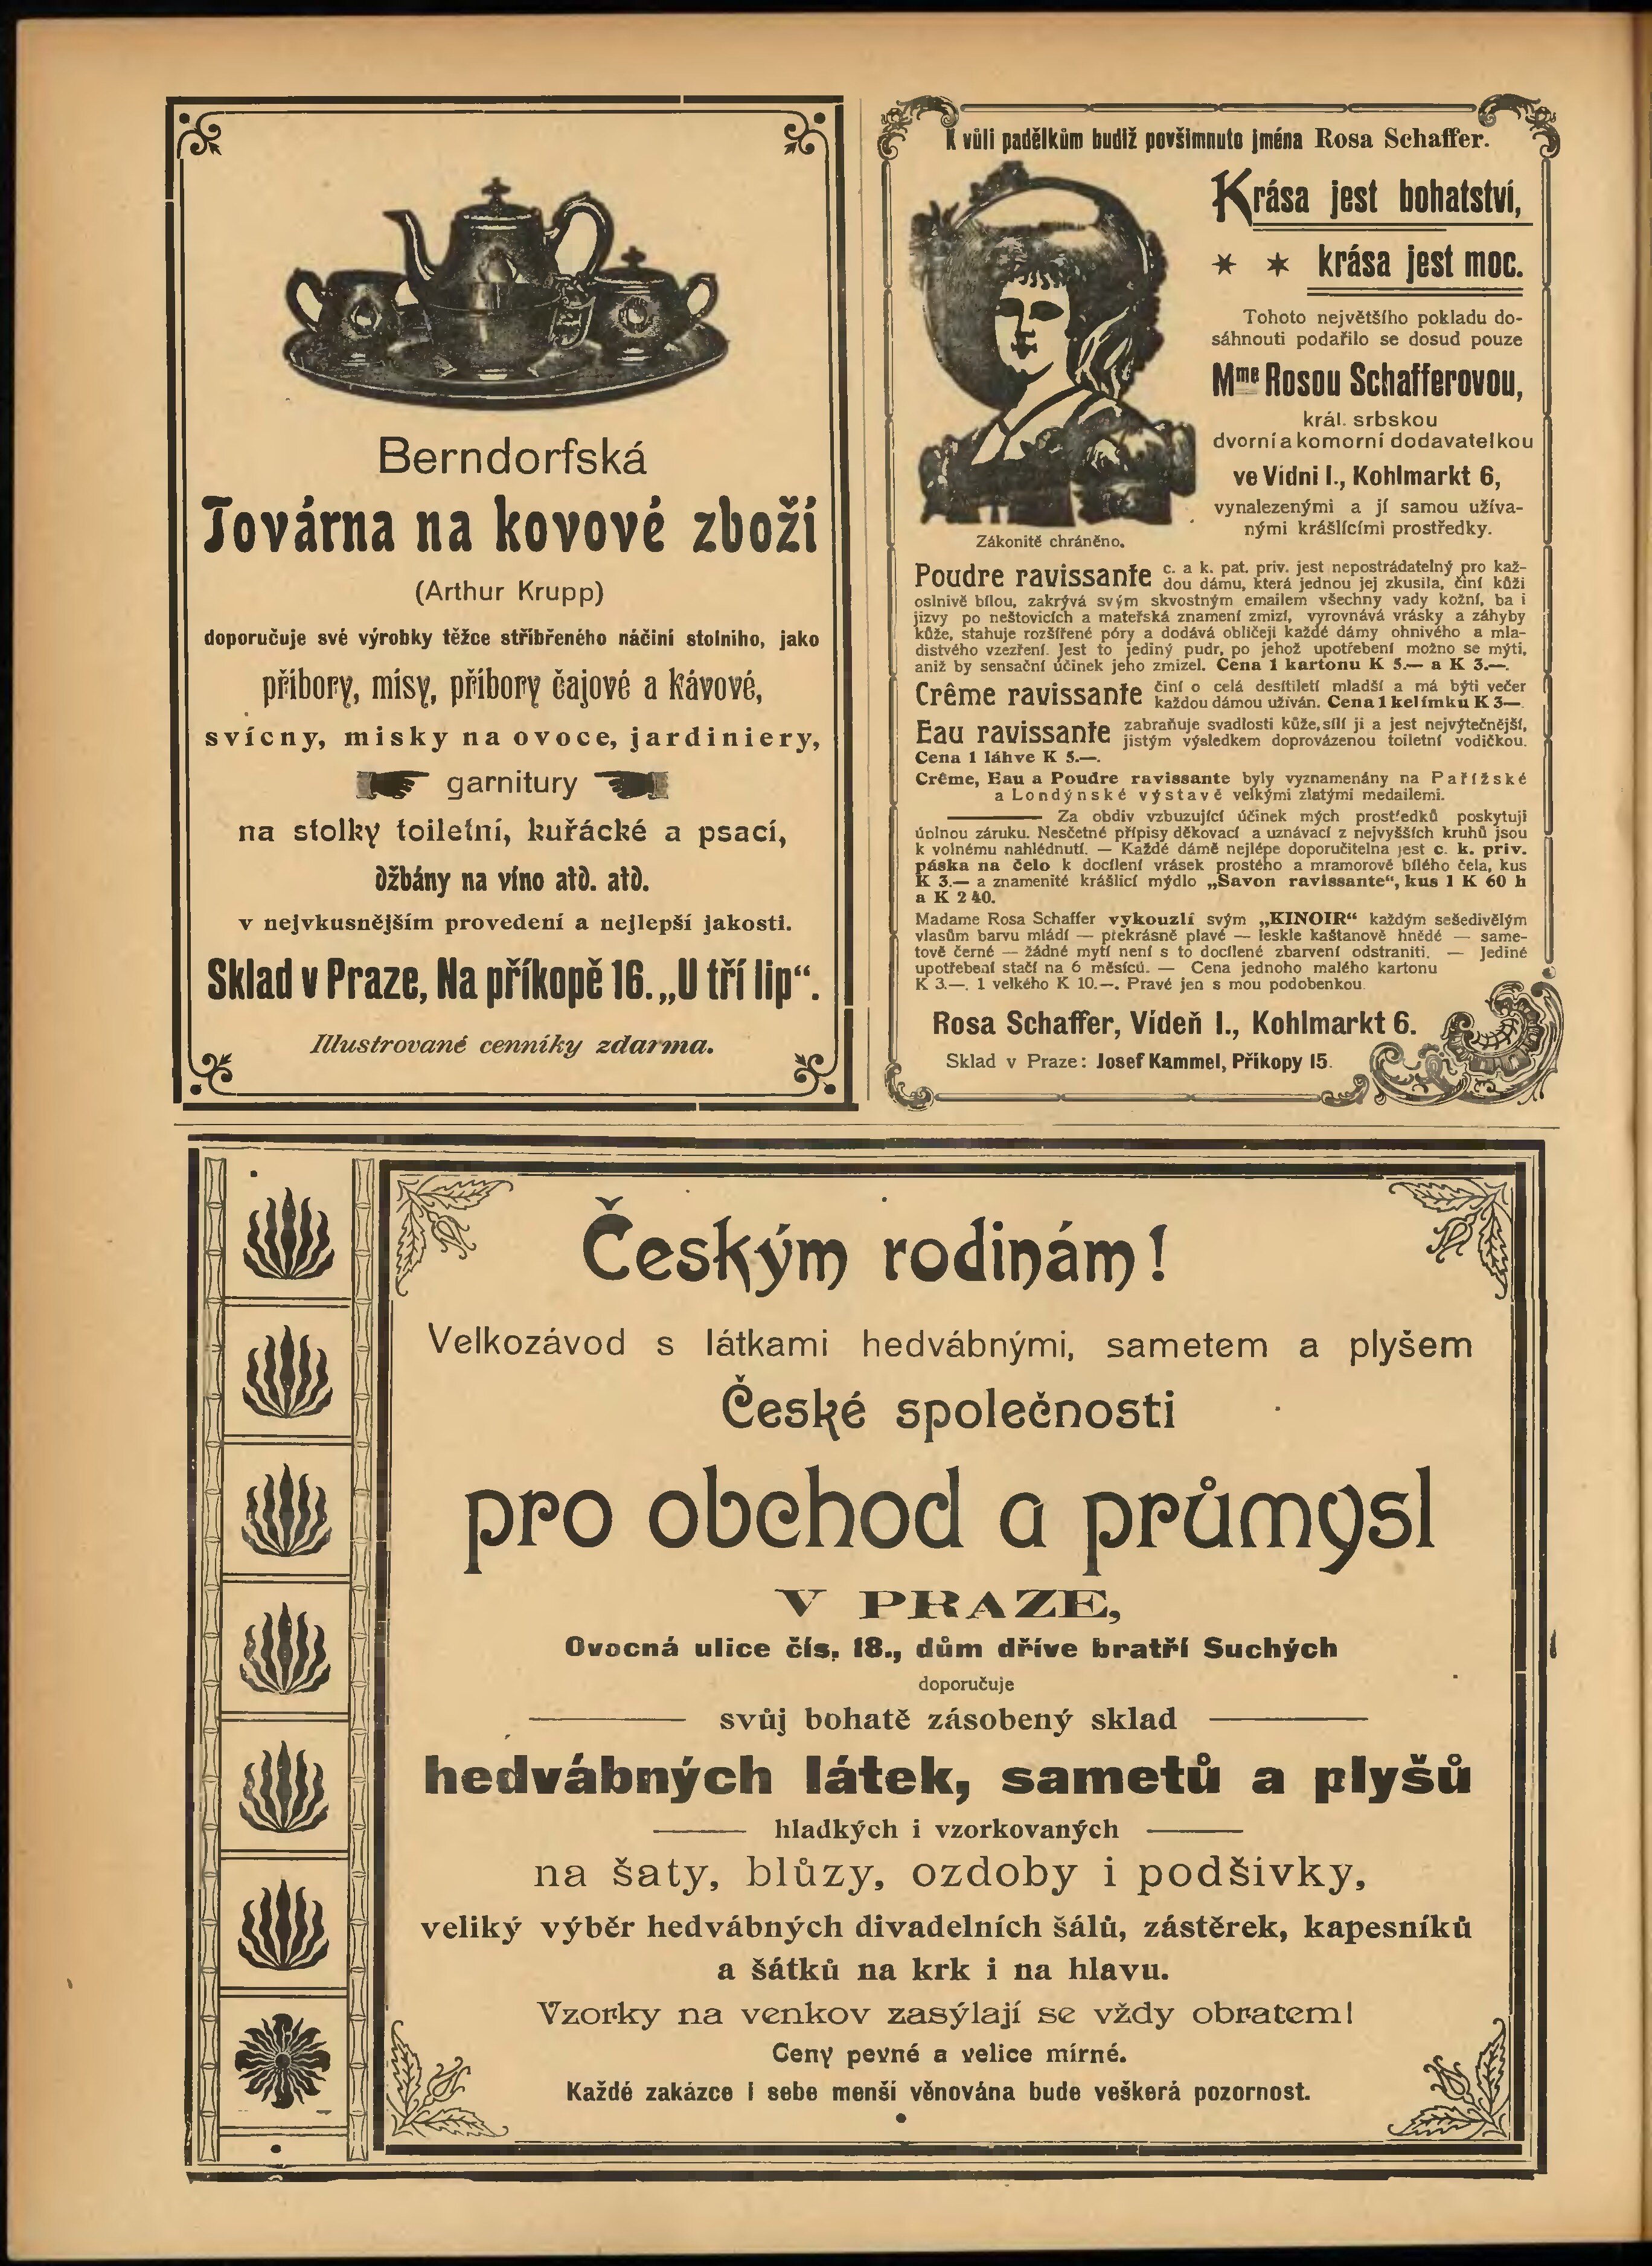 Berndorfská
Továrna na kovové zboží
(Arthur Krupp)
doporučuje své výrobky těžce stříbřeného náčiní stolního, jako
příbory, mísy, příbory čajové a kávové,
svícny, misky na ovoce, jardiniery,
garnitury
na stolky toiletní, kuřácké a psací,
džbány na víno atd. atd.
v nejvkusnějším provedení a nejlepší jakosti.
Sklad v Praze, Na příkopě 16. „U tří lip“.
Illustrované cenníky zdarma.
K vůli padělkům budiž povšimnuto jména Rosa Schaffer.
Krása jest bohatství,
* * krása jest moc.
Tohoto největšího pokladu do-
sáhnouti podařilo se dosud pouze
Mme Rosou Schafferovou,
král. srbskou
dvorní a komorní dodavatelkou
ve Vídni I., Kohlmarkt 6,
vynalezenými a jí samou užíva-
nými krášlícími prostředky.
Zákonitě chráněno.
Poudre ravissante c. a k. pat. priv. jest nepostrádatelný pro kaž-
dou dámu, která jednou jej zkusila, činí kůži
oslnivě bílou, zakrývá svým skvostným emailem všechny vady kožní, ba i
jizvy po neštovicích a mateřská znamení zmizí, vyrovnává vrásky a záhyby
kůže, stahuje rozšířené póry a dodává obličeji každé dámy ohnivého a mla-
distvého vzezření. Jest to jediný pudr, po jehož upotřebení možno se mýti,
aniž by sensační účinek jeho zmizel. Cena 1 kartonu K 5.— a K 3.—.
Crême ravissante činí o celá desítiletí mladší a má býti večer
každou dámou užíván. Cena 1 kelímku K 3—.
Eau ravissante zabraňuje svadlosti kůže, sílí ji a jest nejvýtečnější,
jistým výsledkem doprovázenou toiletní vodičkou.
Cena 1 láhve K 5.—.
Crême, Eau a Poudre ravissante byly vyznamenány na Pařížské
a Londýnské výstavě velkými zlatými medailemi.
Za obdiv vzbuzující účinek mých prostředků poskytuji
úplnou záruku. Nesčetné přípisy děkovací a uznávací z nejvyšších kruhů jsou
k volnému nahlédnutí. — Každé dámě nejlépe doporučitelna jest c. k. priv.
páska na čelo k docílení vrásek prostého a mramorově bílého čela, kus
K 3.— a znamenité krášlicí mýdlo „Savon ravissante“, kus 1 K 60 h
a K 2 40.
Madame Rosa Schaffer vykouzlí svým „KINOIR“ každým sešedivělým
vlasům barvu mládí — překrásně plavé — leskle kaštanově hnědé — same-
tově černé — žádné mytí není s to docílené zbarvení odstraniti. — Jediné
upotřebení stačí na 6 měsíců. — Cena jednoho malého kartonu
K 3.—. 1 velkého K 10.—. Pravé jen s mou podobenkou.
Rosa Schaffer, Vídeň I., Kohlmarkt 6.
Sklad v Praze: Josef Kammel, Příkopy 15.
Českým rodinám!
Velkozávod s látkami hedvábnými, sametem a plyšem
České společnosti
pro obchod a průmysl
V PRAZE,
Ovocná ulice čís. 18., dům dříve bratří Suchých
doporučuje
svůj bohatě zásobený sklad
hedvábných látek, sametů a plyšů
hladkých i vzorkovaných
na šaty, blůzy, ozdoby i podšivky,
veliký výběr hedvábných divadelních šálů, zástěrek, kapesníků
a šátků na krk i na hlavu.
Vzorky na venkov zasýlají se vždy obratem!
Ceny pevné a velice mírné.
Každé zakázce i sebe menší věnována bude veškerá pozornost.